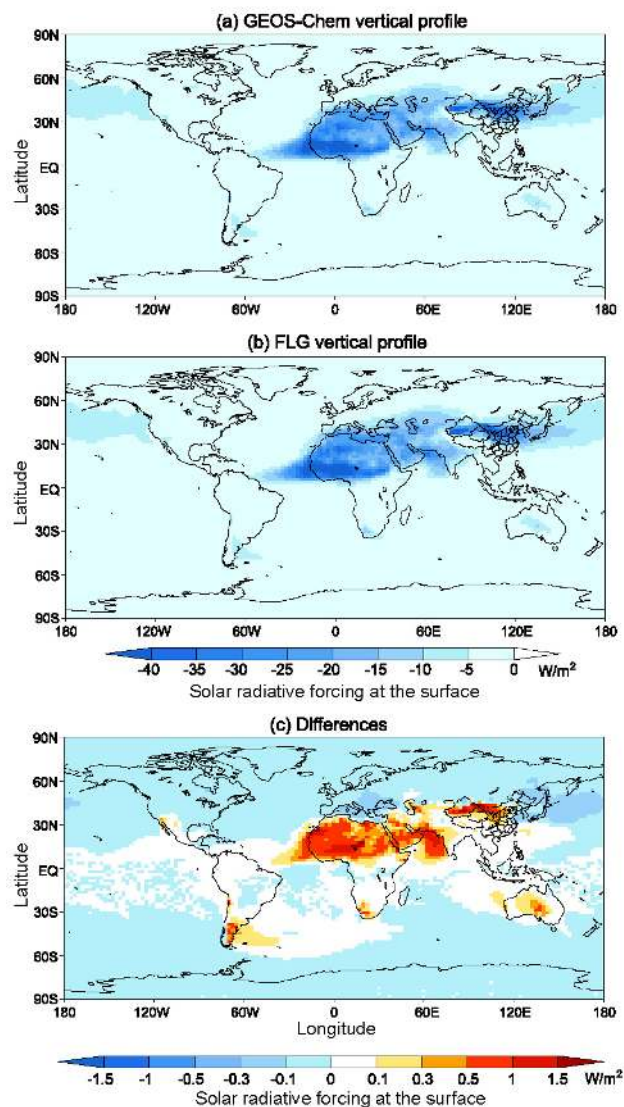 (a) GEOS-Chem vertical profile
90N
60N
30N
EQ
30S
60S
90S
Latitude
180 120W 60W 0 60E 120E 180
(b) FLG vertical profile
90N
60N
30N
EQ
30S
60S
90S
Latitude
180 120W 60W 0 60E 120E 180
-40 -35 -30 -25 -20 -15 -10 -5 0 W/m²
Solar radiative forcing at the surface
(c) Differences
90N
60N
30N
EQ
30S
60S
90S
Latitude
180 120W 60W 0 60E 120E 180
Longitude
-1.5 -1 -0.5 -0.3 -0.1 0 0.1 0.3 0.5 1 1.5 W/m²
Solar radiative forcing at the surface